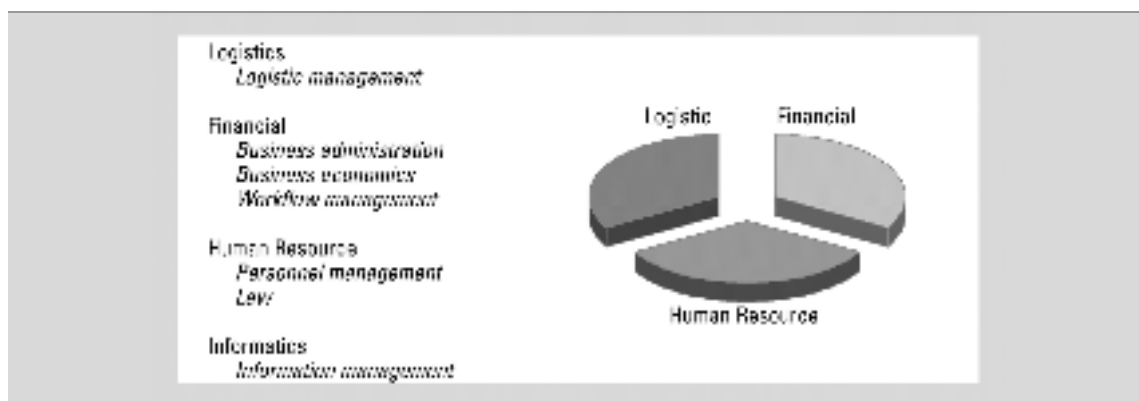 Logistics
Logistic management
Financial
Business administration
Business economics
Workflow management
Human Resource
Personnel management
Law
Informatics
Information management
Logistic
Financial
Human Resource